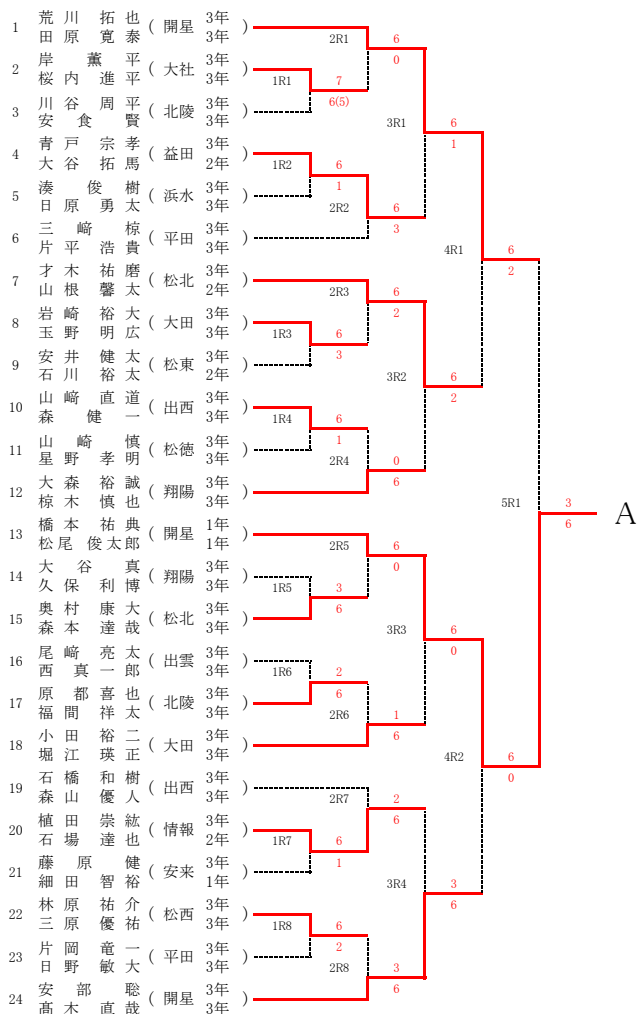 1 荒川拓也 田原寛泰 ( 開星 3年 3年 )
2 岸薫平 桜内進平 ( 大社 3年 3年 )
3 川谷周平 安食賢 ( 北陵 3年 3年 )
4 青戸宗孝 大谷拓馬 ( 益田 3年 2年 )
5 湊俊樹 日原勇太 ( 浜水 3年 3年 )
6 三﨑椋 片平浩貴 ( 平田 3年 3年 )
7 才木祐磨 山根馨太 ( 松北 3年 2年 )
8 岩崎裕大 玉野明広 ( 大田 3年 3年 )
9 安井健太 石川裕太 ( 松東 3年 2年 )
10 山﨑直道 森健一 ( 出西 3年 3年 )
11 山崎慎 星野孝明 ( 松徳 3年 3年 )
12 大森裕誠 椋木慎也 ( 翔陽 3年 3年 )
13 橋本祐典 松尾俊太郎 ( 開星 1年 1年 )
14 大谷真 久保利博 ( 翔陽 3年 3年 )
15 奥村康大 森本達哉 ( 松北 3年 3年 )
16 尾﨑亮太 西真一郎 ( 出雲 3年 3年 )
17 原都喜也 福間祥太 ( 北陵 3年 3年 )
18 小田裕二 堀江瑛正 ( 大田 3年 3年 )
19 石橋和樹 森山優人 ( 出西 3年 3年 )
20 植田崇紘 石場達也 ( 情報 3年 2年 )
21 藤原健 細田智裕 ( 安来 3年 1年 )
22 林原祐介 三原優祐 ( 松西 3年 3年 )
23 片岡竜一 日野敏大 ( 平田 3年 3年 )
24 安部聡 髙木直哉 ( 開星 3年 3年 )
1R1 7 6(5)
1R2 6 1
1R3 6 3
1R4 6 1
1R5 3 6
1R6 2 6
1R7 6 1
1R8 6 2
2R1 6 0
2R2 6 3
2R3 6 2
2R4 0 6
2R5 6 0
2R6 1 6
2R7 2 6
2R8 3 6
3R1 6 1
3R2 6 2
3R3 6 0
3R4 3 6
4R1 6 2
4R2 6 0
5R1 3 6
A